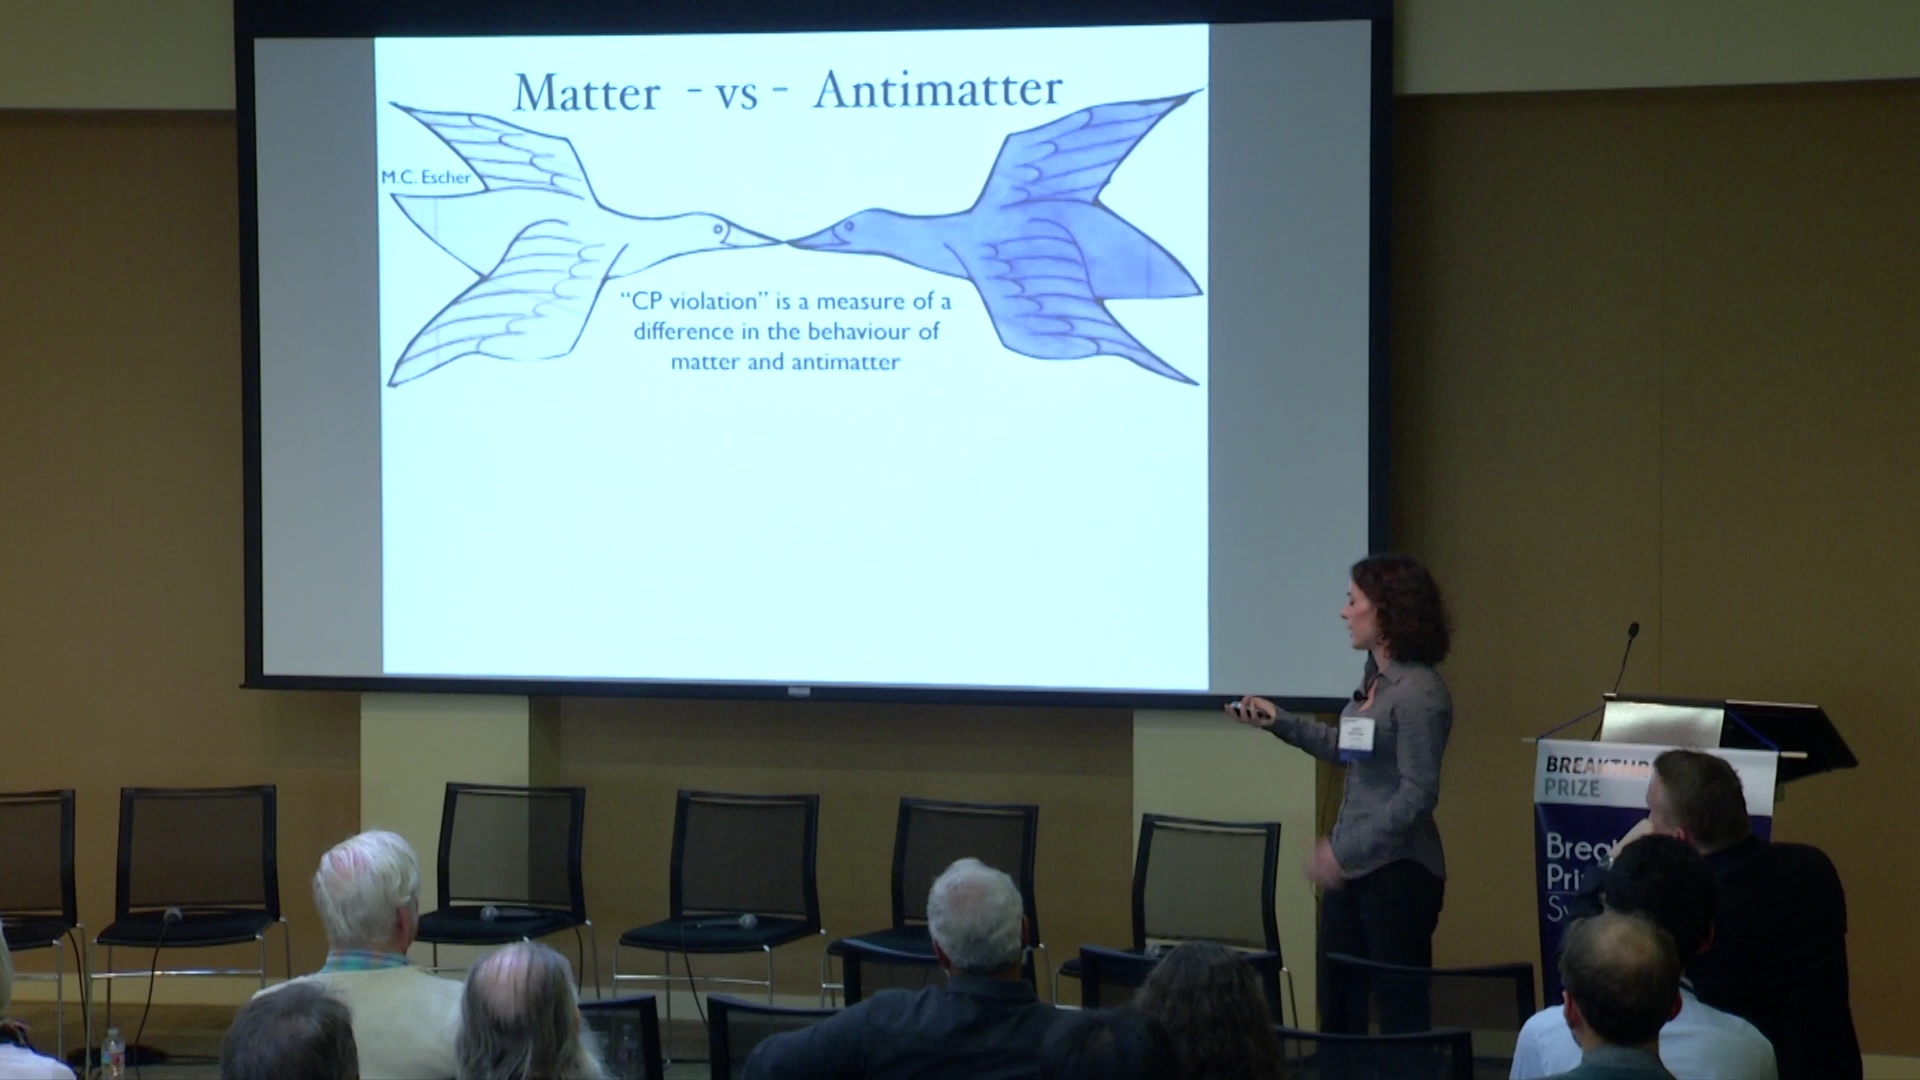 Matter - vs - Antimatter
M.C. Escher
“CP violation” is a measure of a
difference in the behaviour of
matter and antimatter
PRIZE